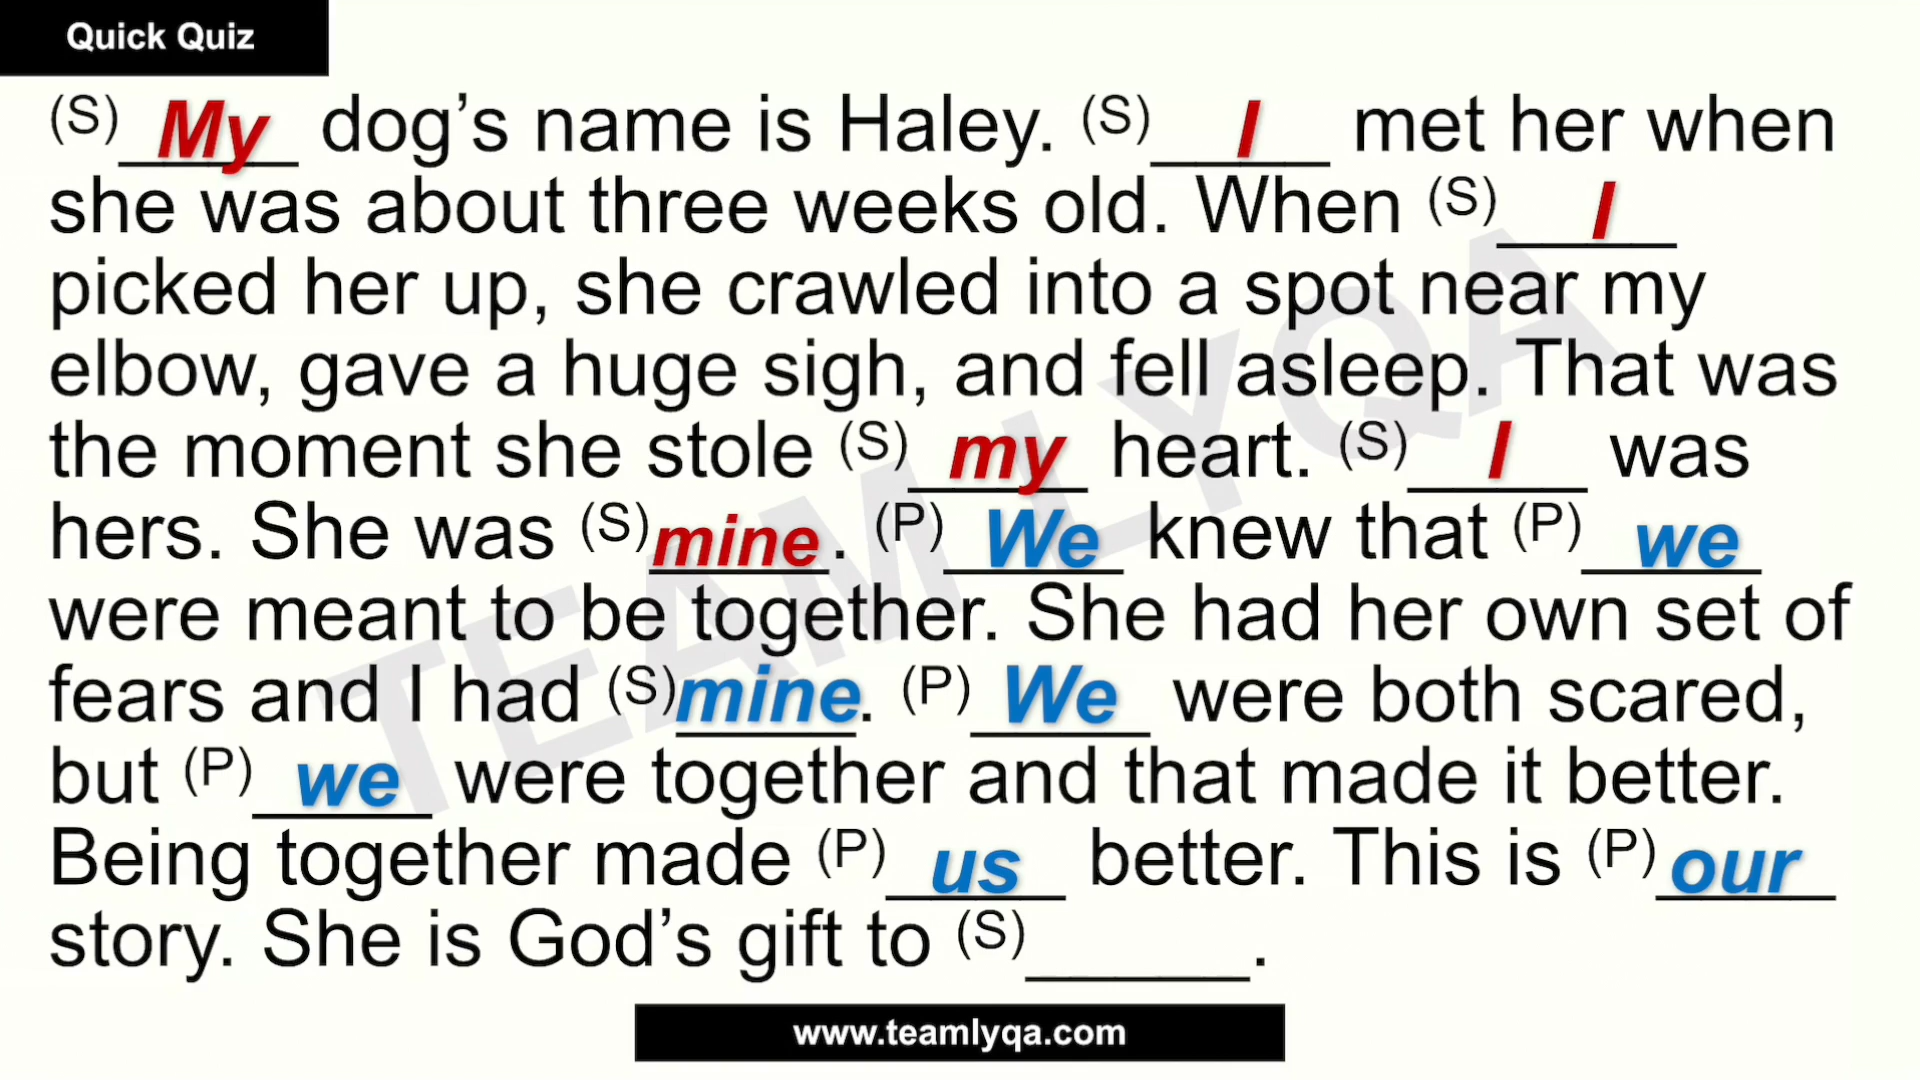 Quick Quiz
(S) My dog’s name is Haley. (S) I met her when
she was about three weeks old. When (S) I
picked her up, she crawled into a spot near my
elbow, gave a huge sigh, and fell asleep. That was
the moment she stole (S) my heart. (S) I was
hers. She was (S)mine. (P) We knew that (P) we
were meant to be together. She had her own set of
fears and I had (S)mine. (P) We were both scared,
but (P) we were together and that made it better.
Being together made (P) us better. This is (P)our
story. She is God’s gift to (S)______.
TEAM LYQA
www.teamlyqa.com